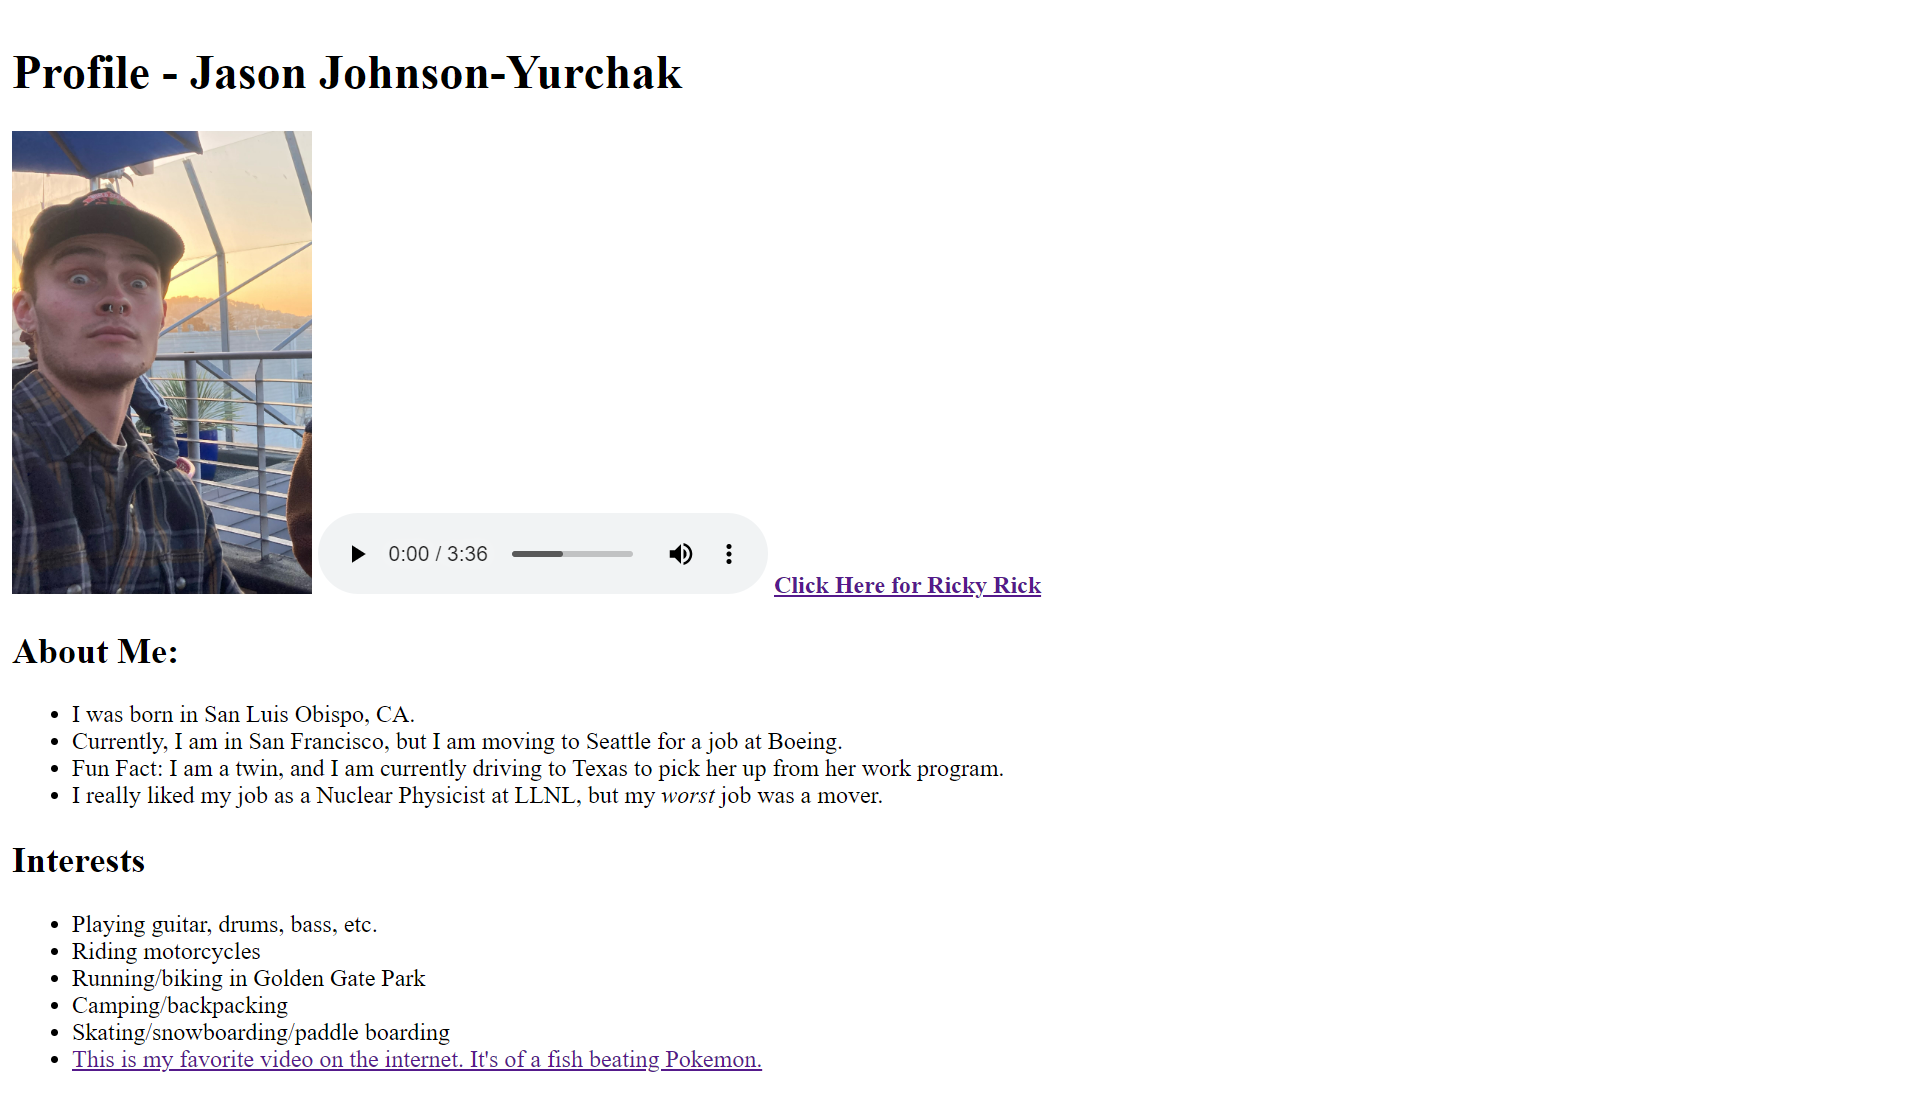 Profile - Jason Johnson-Yurchak
0:00 / 3:36
Click Here for Ricky Rick
About Me:
I was born in San Luis Obispo, CA.
Currently, I am in San Francisco, but I am moving to Seattle for a job at Boeing.
Fun Fact: I am a twin, and I am currently driving to Texas to pick her up from her work program.
I really liked my job as a Nuclear Physicist at LLNL, but my worst job was a mover.
Interests
Playing guitar, drums, bass, etc.
Riding motorcycles
Running/biking in Golden Gate Park
Camping/backpacking
Skating/snowboarding/paddle boarding
This is my favorite video on the internet. It's of a fish beating Pokemon.